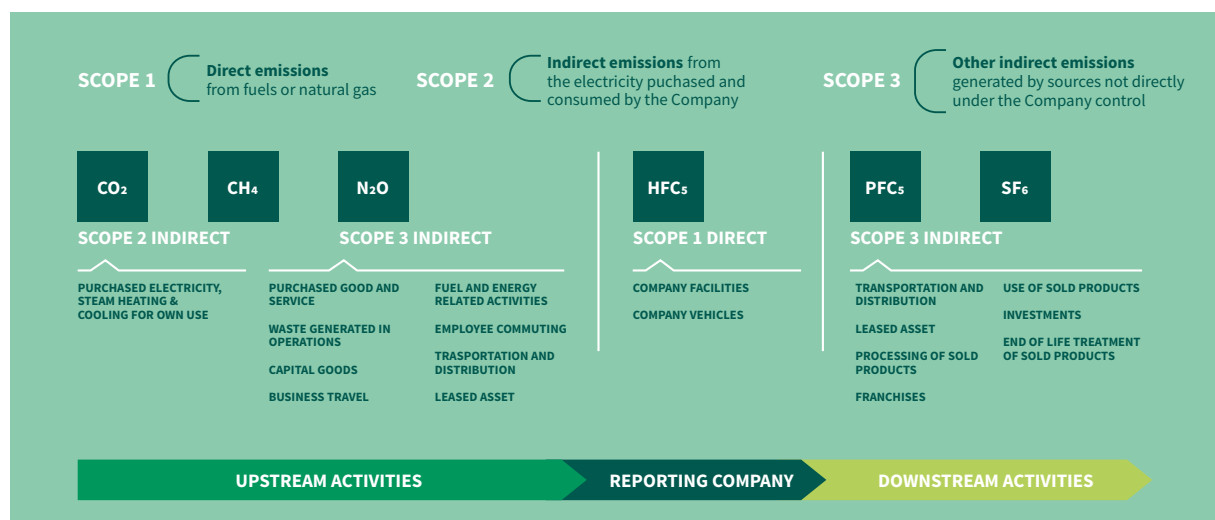 SCOPE 1
Direct emissions
from fuels or natural gas
SCOPE 2
Indirect emissions from
the electricity puchased and
consumed by the Company
SCOPE 3
Other indirect emissions
generated by sources not directly
under the Company control
CO₂
CH₄
N₂O
HFC₅
PFC₅
SF₆
SCOPE 2 INDIRECT
PURCHASED ELECTRICITY,
STEAM HEATING &
COOLING FOR OWN USE
SCOPE 3 INDIRECT
PURCHASED GOOD AND
SERVICE
WASTE GENERATED IN
OPERATIONS
CAPITAL GOODS
BUSINESS TRAVEL
FUEL AND ENERGY
RELATED ACTIVITIES
EMPLOYEE COMMUTING
TRASPORTATION AND
DISTRIBUTION
LEASED ASSET
SCOPE 1 DIRECT
COMPANY FACILITIES
COMPANY VEHICLES
SCOPE 3 INDIRECT
TRANSPORTATION AND
DISTRIBUTION
LEASED ASSET
PROCESSING OF SOLD
PRODUCTS
FRANCHISES
USE OF SOLD PRODUCTS
INVESTMENTS
END OF LIFE TREATMENT
OF SOLD PRODUCTS
UPSTREAM ACTIVITIES
REPORTING COMPANY
DOWNSTREAM ACTIVITIES